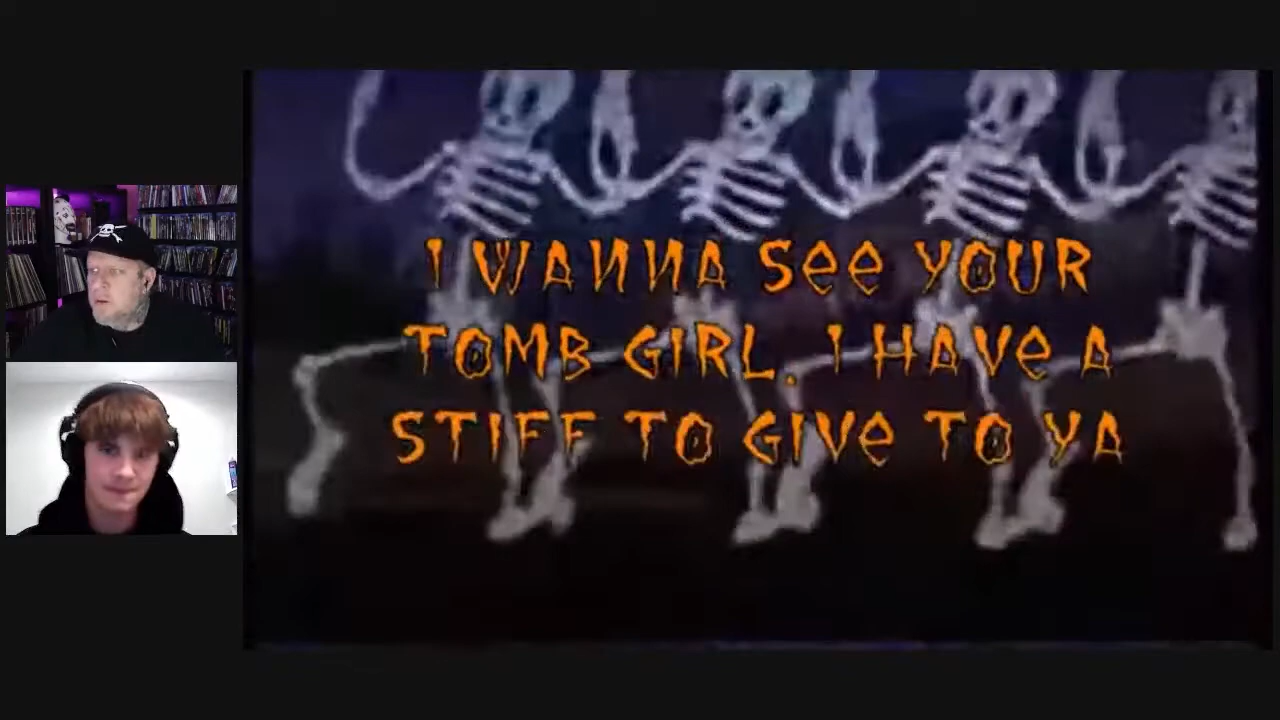 I WANNA SEE YOUR
TOMB GIRL. I HAVE A
STIFF TO GIVE TO YA